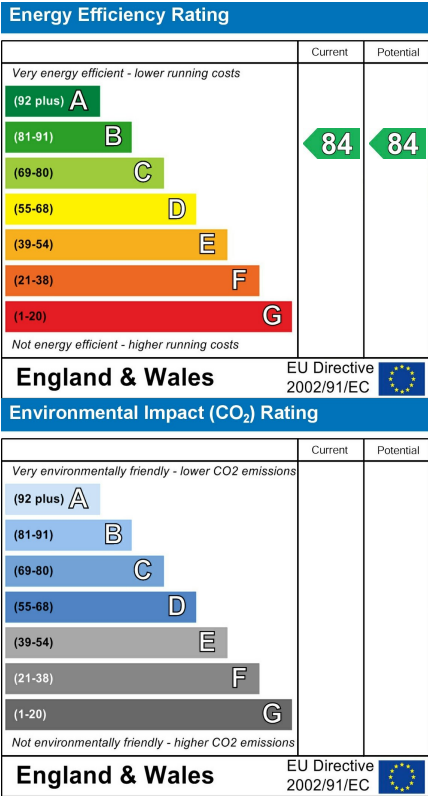 Energy Efficiency Rating
Current Potential
Very energy efficient - lower running costs
(92 plus) A
(81-91) B 84 84
(69-80) C
(55-68) D
(39-54) E
(21-38) F
(1-20) G
Not energy efficient - higher running costs
England & Wales
EU Directive
2002/91/EC
Environmental Impact (CO₂) Rating
Current Potential
Very environmentally friendly - lower CO2 emissions
(92 plus) A
(81-91) B
(69-80) C
(55-68) D
(39-54) E
(21-38) F
(1-20) G
Not environmentally friendly - higher CO2 emissions
England & Wales
EU Directive
2002/91/EC